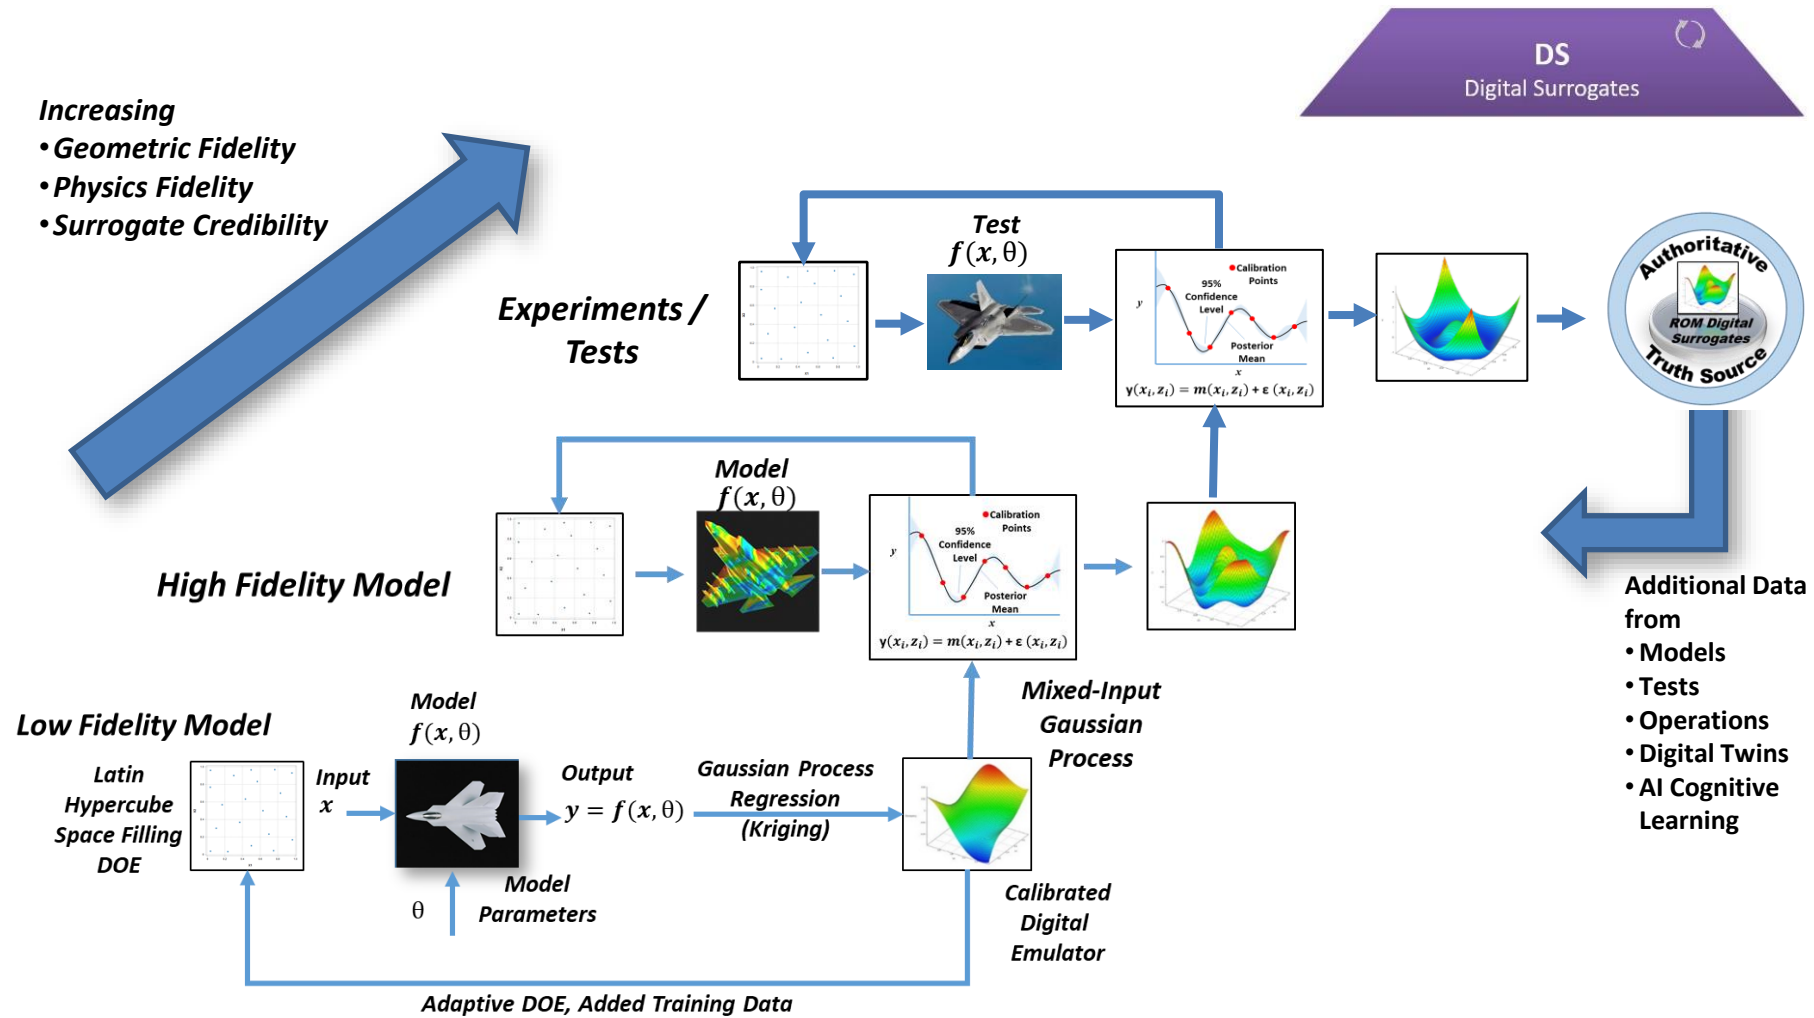 DS
Digital Surrogates
Increasing
•Geometric Fidelity
•Physics Fidelity
•Surrogate Credibility
Experiments /
Tests
Test
f(x, θ)
Calibration
Points
95%
Confidence
Level
y
Posterior
Mean
x
y(xᵢ, zᵢ) = m(xᵢ, zᵢ) + ε (xᵢ, zᵢ)
Authoritative
ROM Digital
Surrogates
Truth Source
High Fidelity Model
Model
f(x, θ)
Calibration
Points
95%
Confidence
Level
y
Posterior
Mean
x
y(xᵢ, zᵢ) = m(xᵢ, zᵢ) + ε (xᵢ, zᵢ)
Additional Data
from
• Models
• Tests
• Operations
• Digital Twins
• AI Cognitive
Learning
Mixed-Input
Gaussian
Process
Low Fidelity Model
Latin
Hypercube
Space Filling
DOE
Input
x
Model
f(x, θ)
θ
Model
Parameters
Output
y = f(x, θ)
Gaussian Process
Regression
(Kriging)
Calibrated
Digital
Emulator
Adaptive DOE, Added Training Data